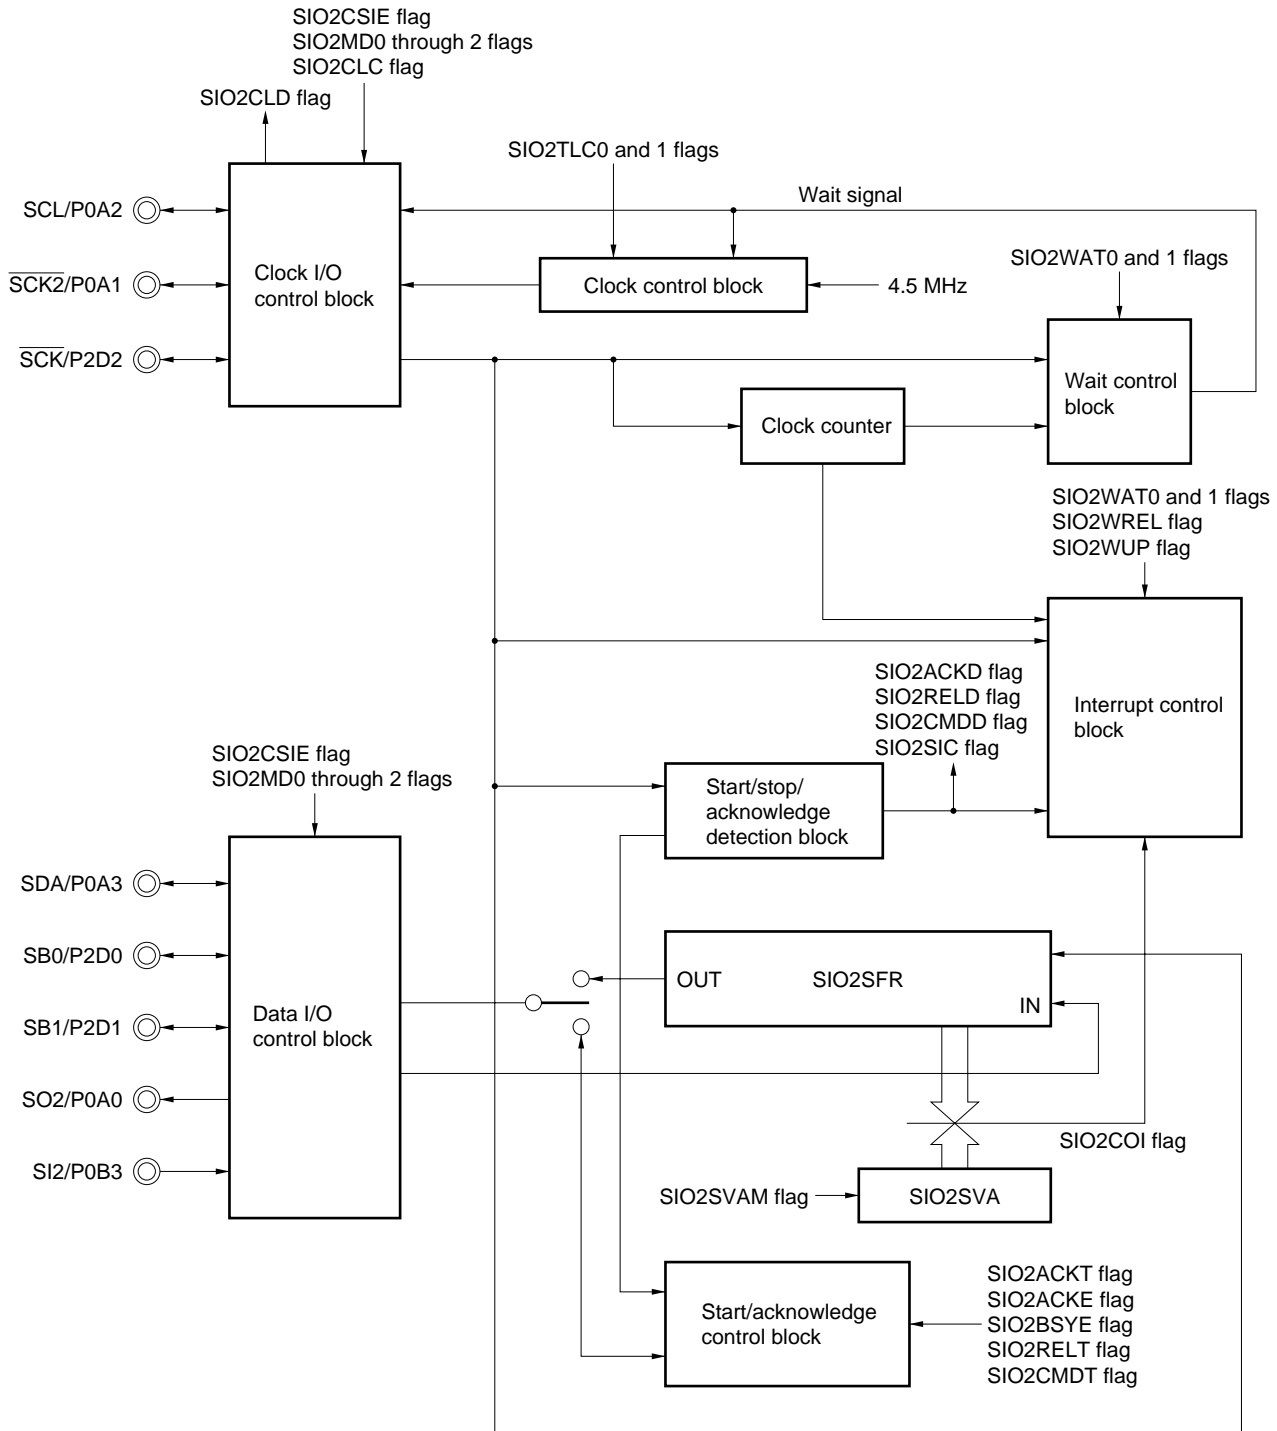 SIO2CSIE flag
SIO2MD0 through 2 flags
SIO2CLC flag
SIO2CLD flag
SIO2TLC0 and 1 flags
Wait signal
SCL/P0A2
Clock I/O
control block
SCK2/P0A1
Clock control block
4.5 MHz
SIO2WAT0 and 1 flags
SCK/P2D2
Wait control
block
Clock counter
SIO2WAT0 and 1 flags
SIO2WREL flag
SIO2WUP flag
SIO2ACKD flag
SIO2RELD flag
SIO2CMDD flag
SIO2SIC flag
Interrupt control
block
SIO2CSIE flag
SIO2MD0 through 2 flags
Start/stop/
acknowledge
detection block
SDA/P0A3
SB0/P2D0
SB1/P2D1
SO2/P0A0
SI2/P0B3
Data I/O
control block
OUT
SIO2SFR
IN
SIO2COI flag
SIO2SVAM flag
SIO2SVA
Start/acknowledge
control block
SIO2ACKT flag
SIO2ACKE flag
SIO2BSYE flag
SIO2RELT flag
SIO2CMDT flag